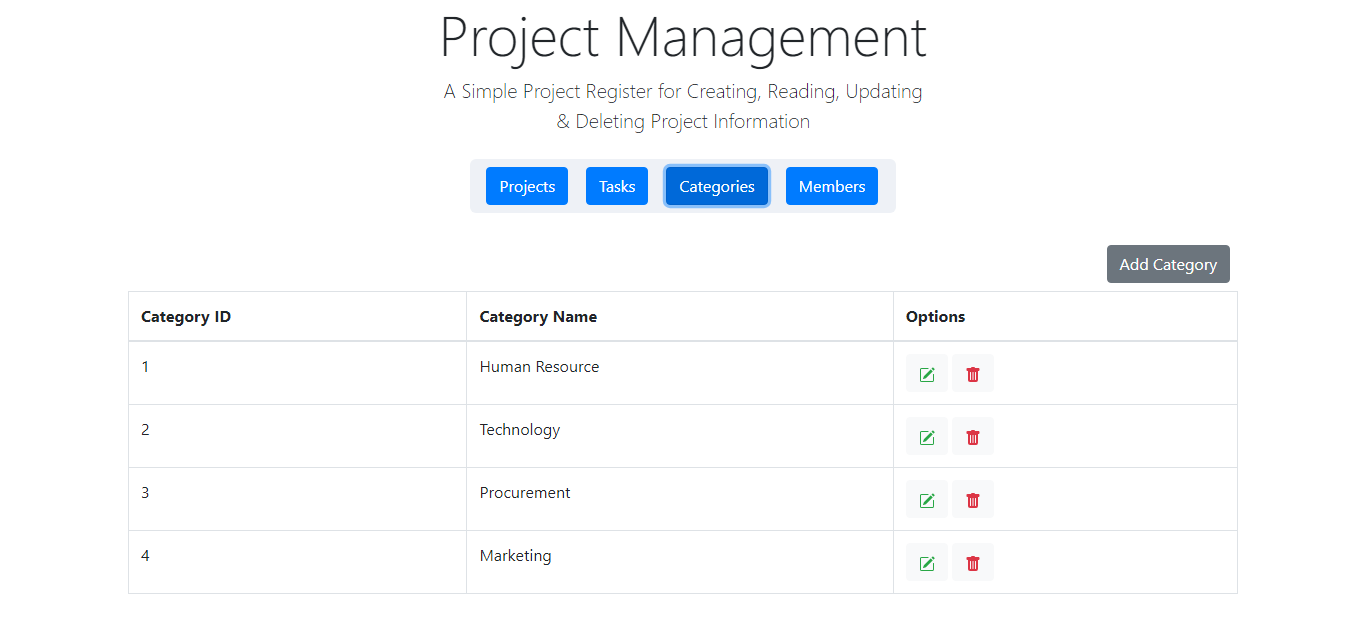 Project Management
A Simple Project Register for Creating, Reading, Updating
& Deleting Project Information
Projects Tasks Categories Members
Add Category
Category ID Category Name Options
1 Human Resource
2 Technology
3 Procurement
4 Marketing